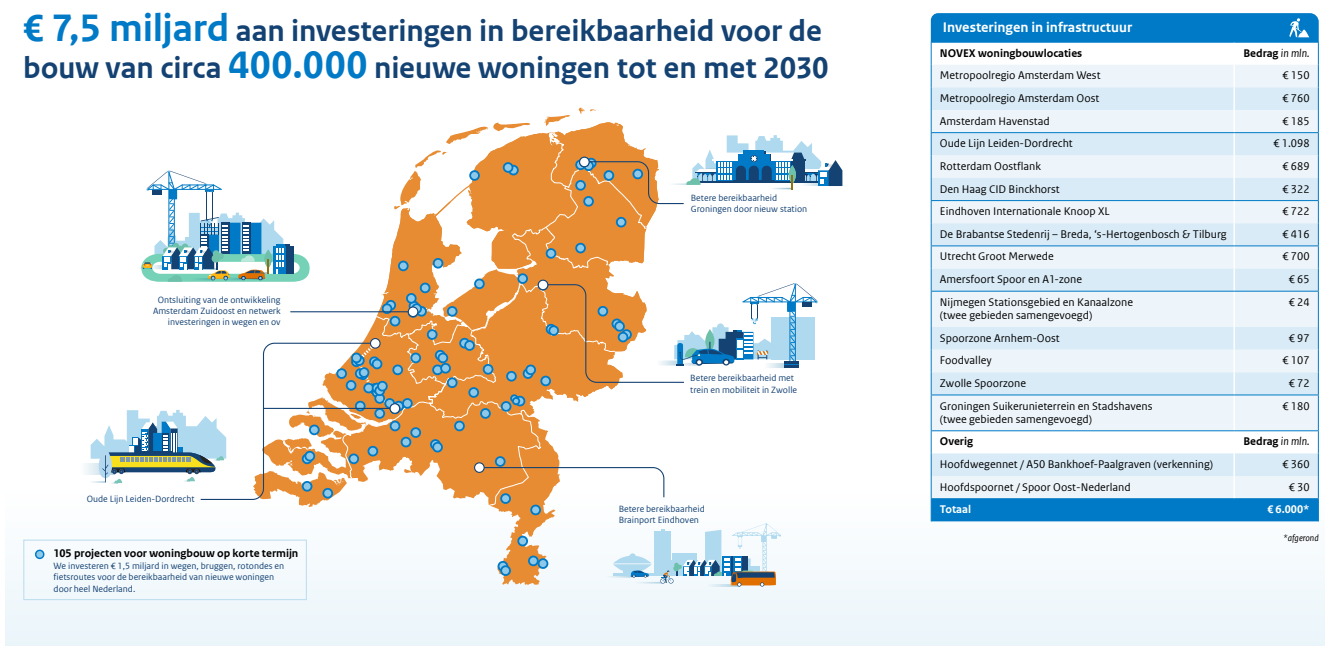 € 7,5 miljard aan investeringen in bereikbaarheid voor de
bouw van circa 400.000 nieuwe woningen tot en met 2030
Betere bereikbaarheid
Groningen door nieuw station
Ontsluiting van de ontwikkeling
Amsterdam Zuidoost en netwerk
investeringen in wegen en ov
Betere bereikbaarheid met
trein en mobiliteit in Zwolle
Oude Lijn Leiden-Dordrecht
Betere bereikbaarheid
Brainport Eindhoven
105 projecten voor woningbouw op korte termijn
We investeren € 1,5 miljard in wegen, bruggen, rotondes en
fietsroutes voor de bereikbaarheid van nieuwe woningen
door heel Nederland.
Investeringen in infrastructuur
NOVEX woningbouwlocaties Bedrag in mln.
Metropoolregio Amsterdam West € 150
Metropoolregio Amsterdam Oost € 760
Amsterdam Havenstad € 185
Oude Lijn Leiden-Dordrecht € 1.098
Rotterdam Oostflank € 689
Den Haag CID Binckhorst € 322
Eindhoven Internationale Knoop XL € 722
De Brabantse Stedenrij – Breda, 's-Hertogenbosch & Tilburg € 416
Utrecht Groot Merwede € 700
Amersfoort Spoor en A1-zone € 65
Nijmegen Stationsgebied en Kanaalzone € 24
(twee gebieden samengevoegd)
Spoorzone Arnhem-Oost € 97
Foodvalley € 107
Zwolle Spoorzone € 72
Groningen Suikerunieterrein en Stadshavens € 180
(twee gebieden samengevoegd)
Overig Bedrag in mln.
Hoofdwegennet / A50 Bankhoef-Paalgraven (verkenning) € 360
Hoofdspoornet / Spoor Oost-Nederland € 30
Totaal € 6.000*
*afgerond